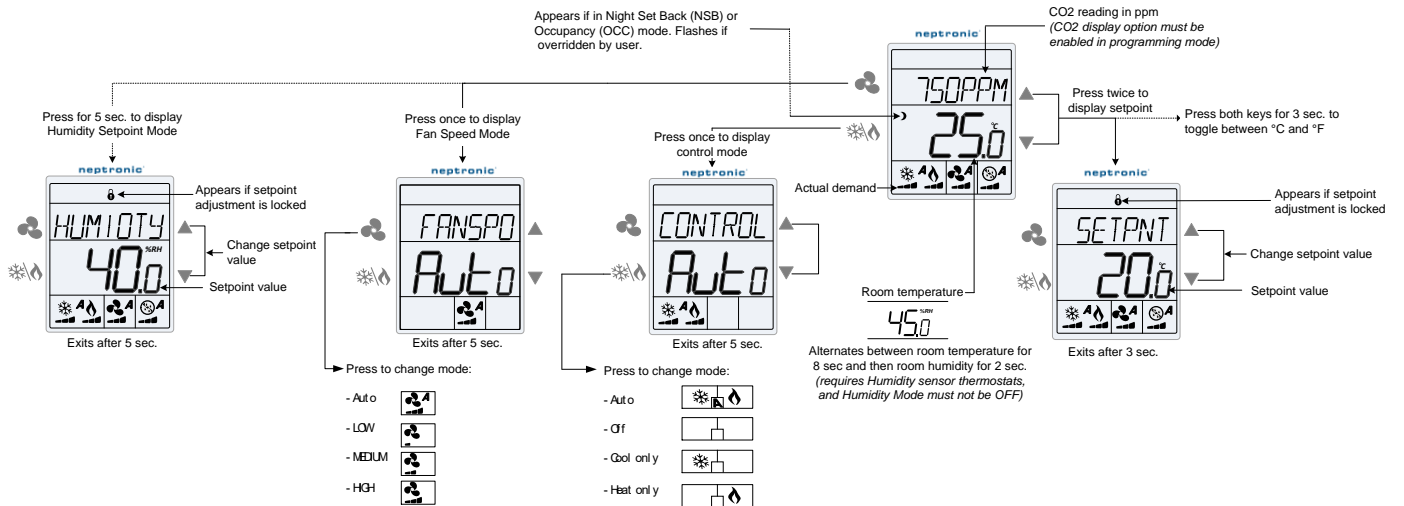 Appears if in Night Set Back (NSB) or
Occupancy (OCC) mode. Flashes if
overridden by user.
CO2 reading in ppm
(CO2 display option must be
enabled in programming mode)
neptronic
750PPM
25.0 °C
A
A
A
Press twice to
display setpoint
Press both keys for 3 sec. to
toggle between °C and °F
Actual demand
Press for 5 sec. to display
Humidity Setpoint Mode
Press once to display
Fan Speed Mode
Press once to display
control mode
neptronic
Appears if setpoint
adjustment is locked
HUMIDTY
40.0 %RH
Change setpoint
value
Setpoint value
A
A
A
Exits after 5 sec.
neptronic
FANSPD
Auto
A
Exits after 5 sec.
Press to change mode:
- Auto
A
- LOW
- MEDIUM
- HIGH
neptronic
CONTROL
Auto
A
Exits after 5 sec.
Press to change mode:
- Auto
A
- Off
- Cool only
- Heat only
Room temperature
45.0 %RH
Alternates between room temperature for
8 sec and then room humidity for 2 sec.
(requires Humidity sensor thermostats,
and Humidity Mode must not be OFF)
neptronic
Appears if setpoint
adjustment is locked
SETPNT
20.0 °C
Change setpoint value
Setpoint value
A
A
A
Exits after 3 sec.